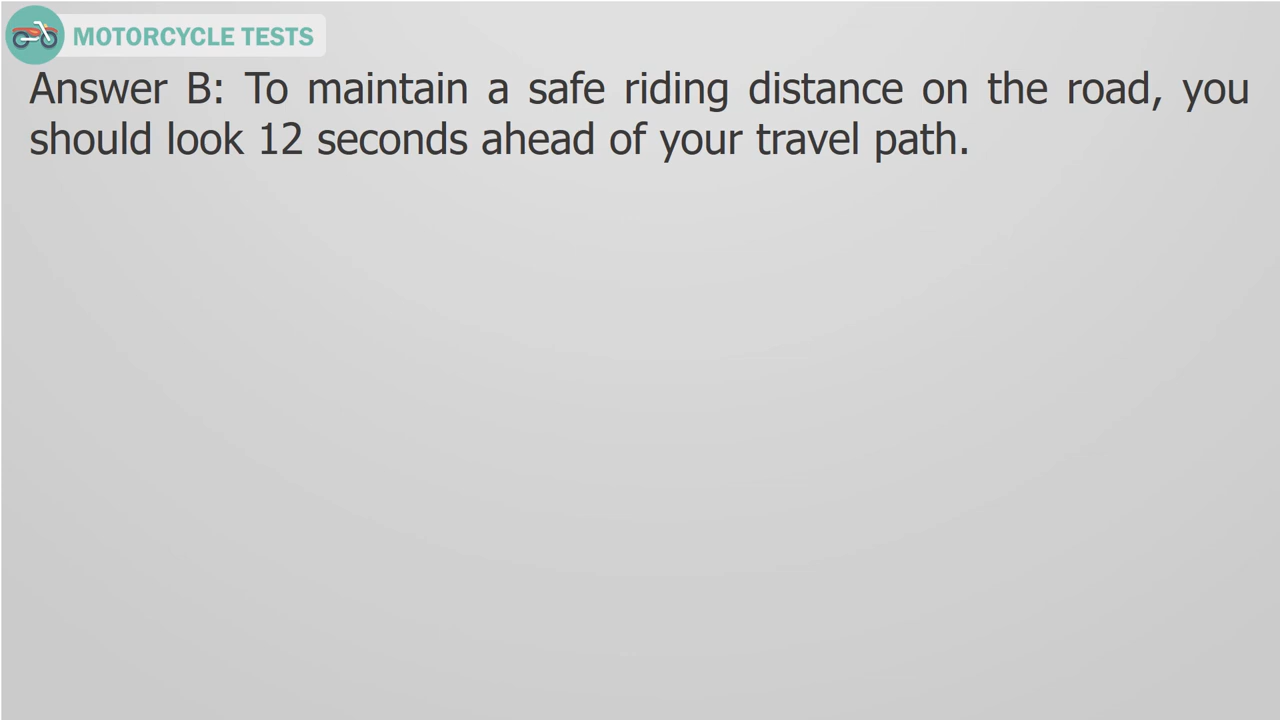 MOTORCYCLE TESTS
Answer B: To maintain a safe riding distance on the road, you
should look 12 seconds ahead of your travel path.